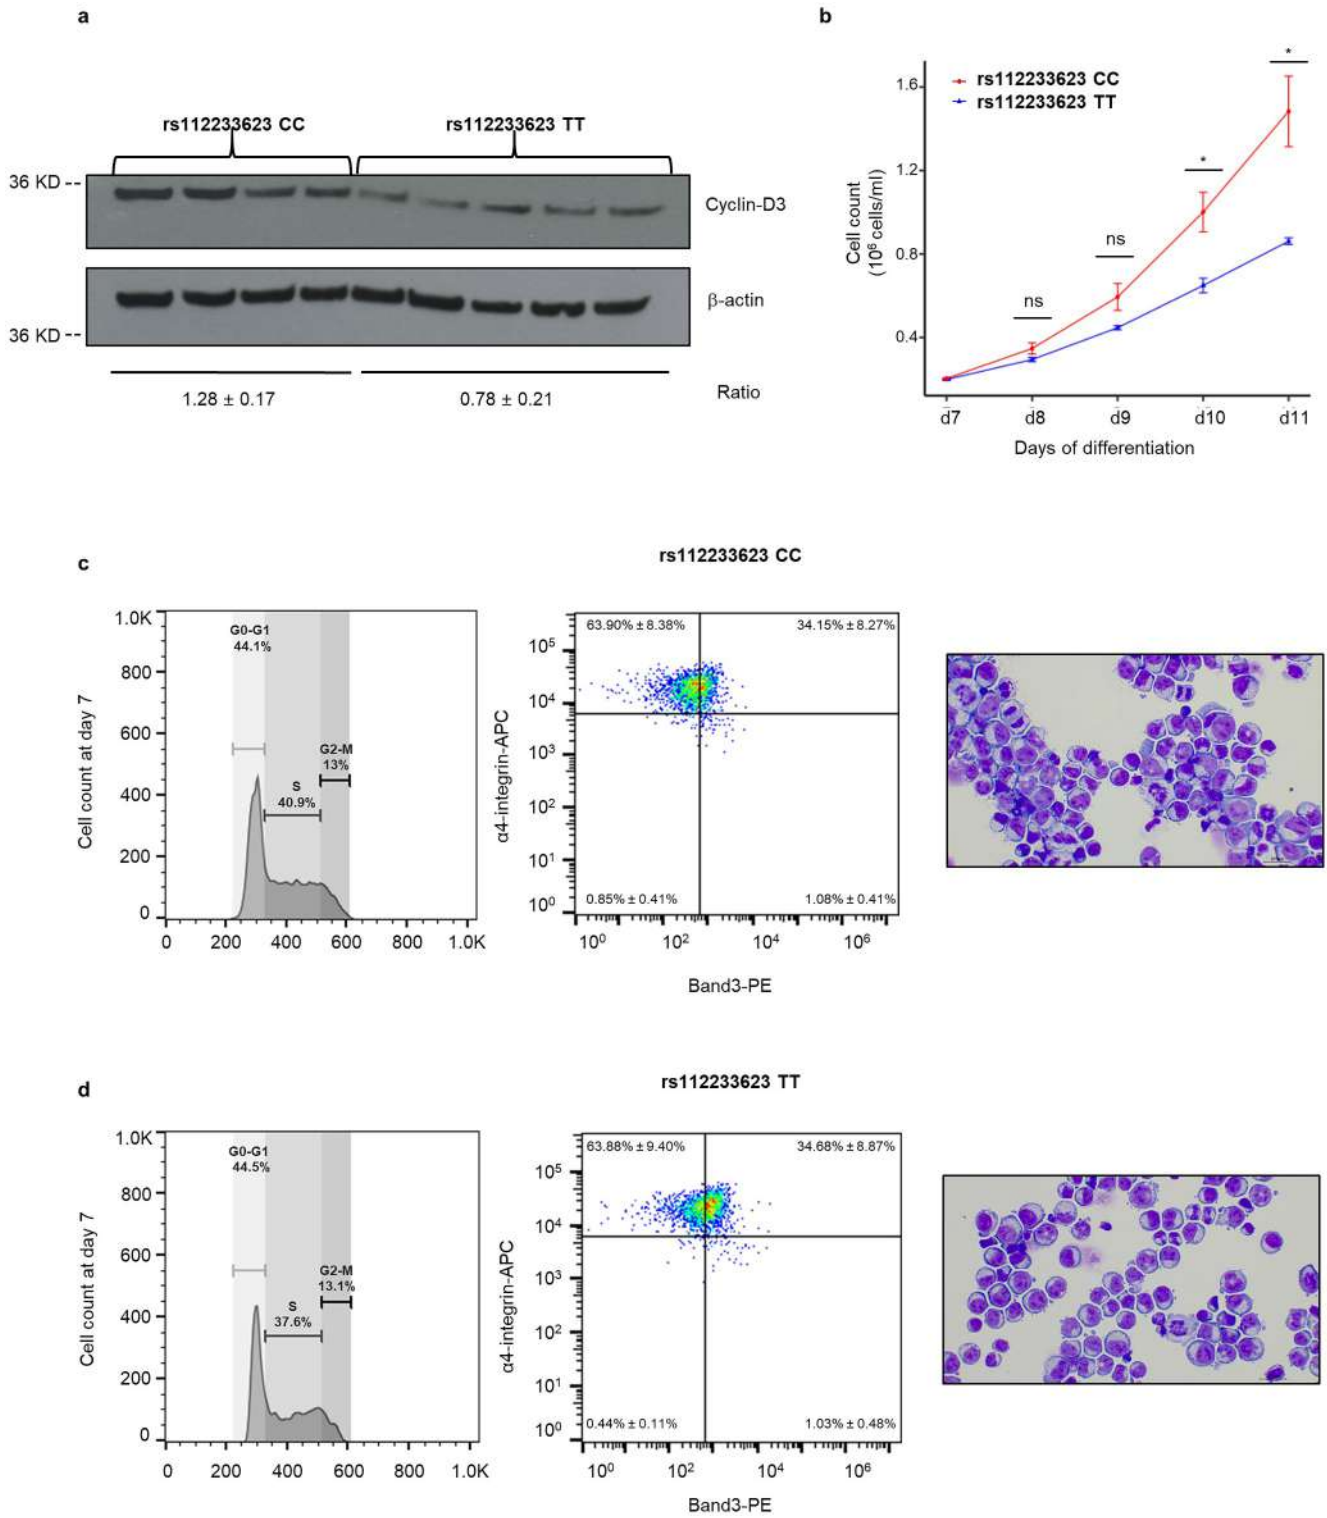 a
rs112233623 CC
rs112233623 TT
36 KD --
Cyclin-D3
β-actin
36 KD --
1.28 ± 0.17
0.78 ± 0.21
Ratio
b
rs112233623 CC
rs112233623 TT
Cell count
(10⁶ cells/ml)
1.6
1.2
0.8
0.4
ns
ns
*
*
d7
d8
d9
d10
d11
Days of differentiation
c
rs112233623 CC
Cell count at day 7
1.0K
800
600
400
200
0
G0-G1
44.1%
S
40.9%
G2-M
13%
0
200
400
600
800
1.0K
α4-integrin-APC
10⁵
10⁴
10³
10²
10¹
10⁰
63.90% ± 8.38%
34.15% ± 8.27%
0.85% ± 0.41%
1.08% ± 0.41%
10⁰
10²
10⁴
10⁶
Band3-PE
d
rs112233623 TT
Cell count at day 7
1.0K
800
600
400
200
0
G0-G1
44.5%
S
37.6%
G2-M
13.1%
0
200
400
600
800
1.0K
α4-integrin-APC
10⁵
10⁴
10³
10²
10¹
10⁰
63.88% ± 9.40%
34.68% ± 8.87%
0.44% ± 0.11%
1.03% ± 0.48%
10⁰
10²
10⁴
10⁶
Band3-PE